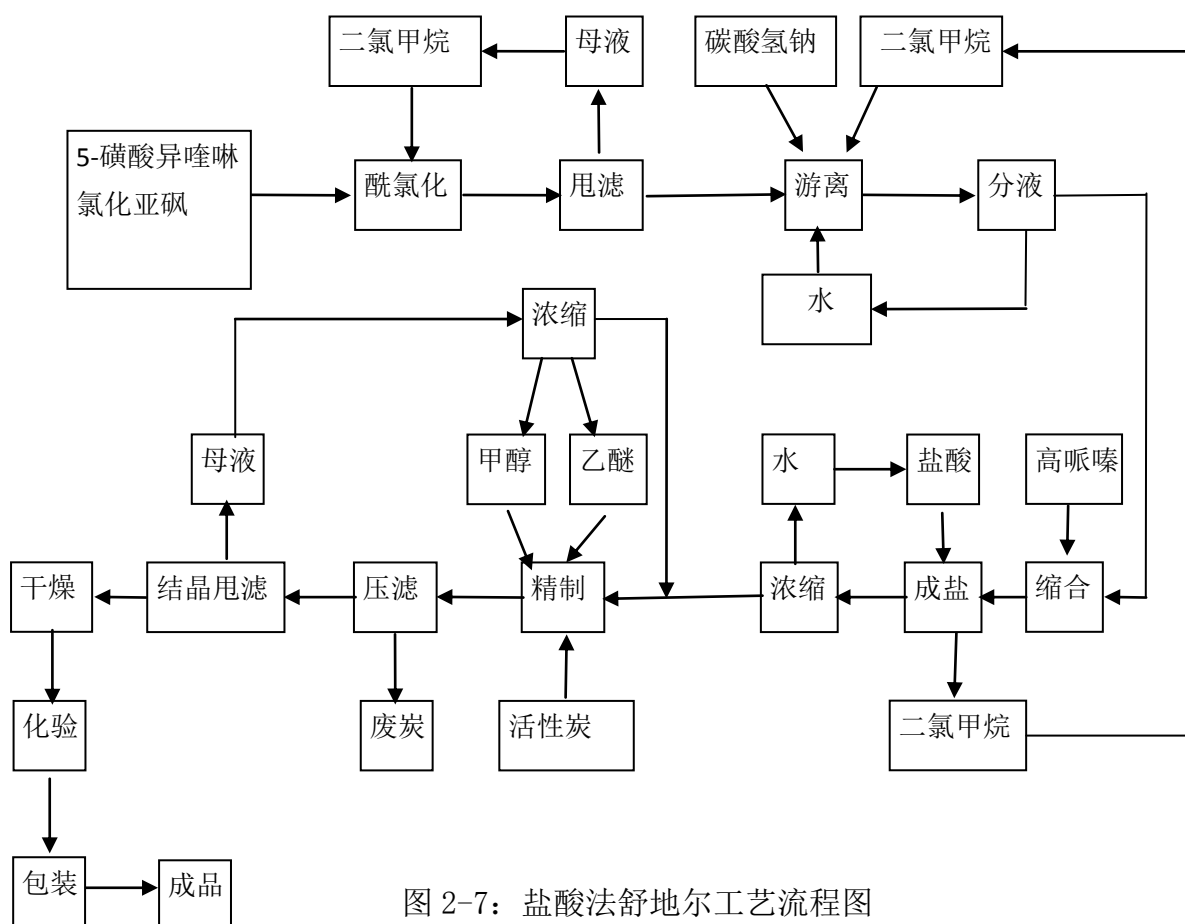 二氯甲烷
母液
碳酸氢钠
二氯甲烷
5-磺酸异喹啉
氯化亚砜
酰氯化
甩滤
游离
分液
水
浓缩
母液
甲醇
乙醚
水
盐酸
高哌嗪
干燥
结晶甩滤
压滤
精制
浓缩
成盐
缩合
化验
废炭
活性炭
二氯甲烷
包装
成品
图 2-7：盐酸法舒地尔工艺流程图